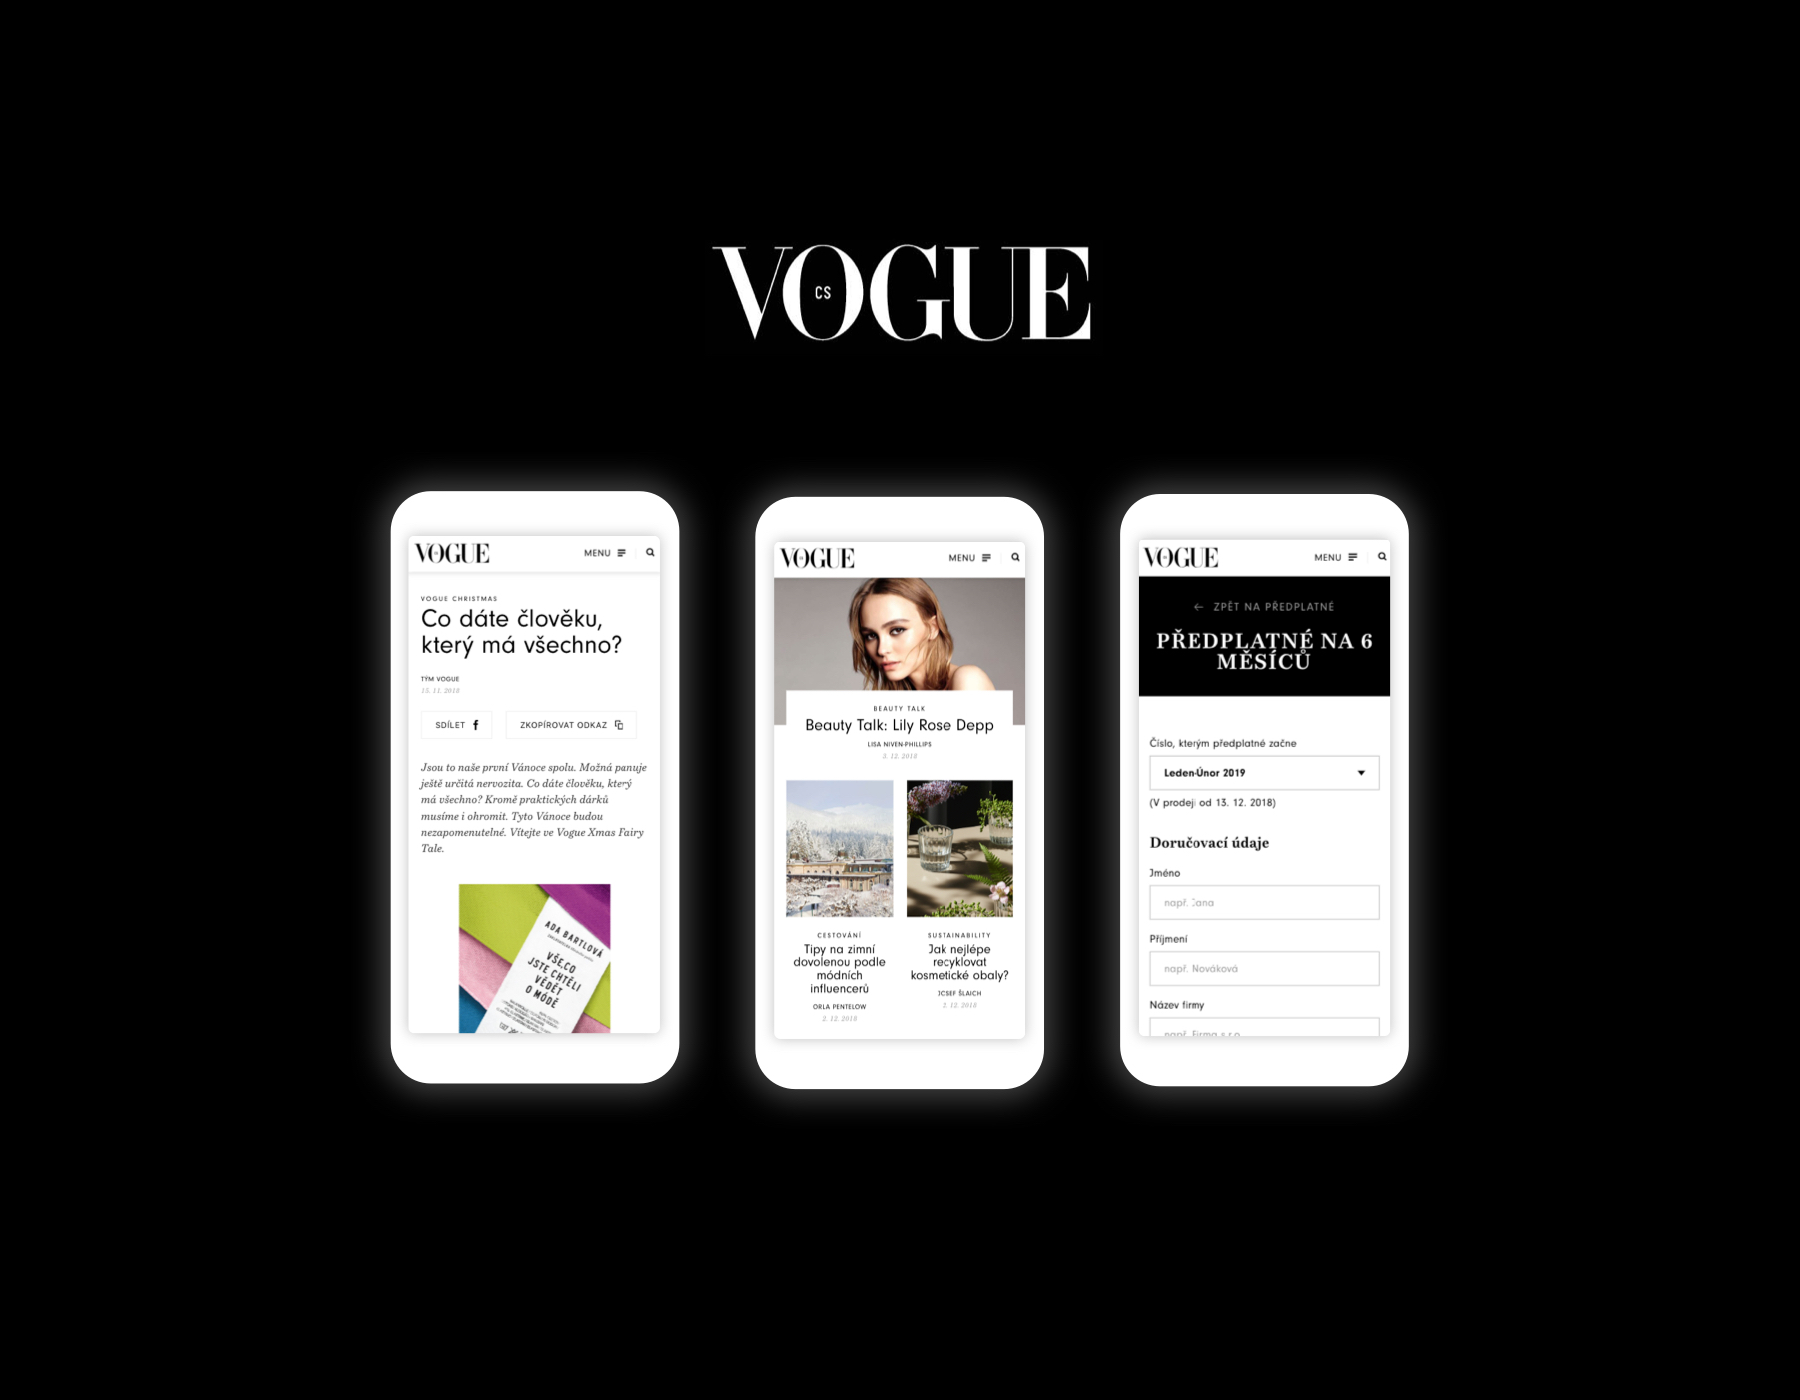 VOGUE
CS
VOGUE
MENU
VOGUE CHRISTMAS
Co dáte člověku,
který má všechno?
TÝM VOGUE
15. 11. 2018
SDÍLET
ZKOPÍROVAT ODKAZ
Jsou to naše první Vánoce spolu. Možná panuje
ještě určitá nervozita. Co dáte člověku, který
má všechno? Kromě praktických dárků
musíme i ohromit. Tyto Vánoce budou
nezapomenutelné. Vítejte ve Vogue Xmas Fairy
Tale.
ADA BARTLOVÁ
VŠE,CO
JSTE CHTĚLI
VĚDĚT
O MÓDĚ
VOGUE
MENU
BEAUTY TALK
Beauty Talk: Lily Rose Depp
LISA NIVEN-PHILLIPS
3. 12. 2018
CESTOVÁNÍ
Tipy na zimní
dovolenou podle
módních
influencerů
ORLA PENTELOW
2. 12. 2018
SUSTAINABILITY
Jak nejlépe
recyklovat
kosmetické obaly?
JOSEF ŠLAICH
1. 12. 2018
VOGUE
MENU
← ZPĚT NA PŘEDPLATNÉ
PŘEDPLATNÉ NA 6
MĚSÍCŮ
Číslo, kterým předplatné začne
Leden-Únor 2019
(V prodeji od 13. 12. 2018)
Doručovací údaje
Jméno
např. Jana
Příjmení
např. Nováková
Název firmy
např. Firma s.r.o.